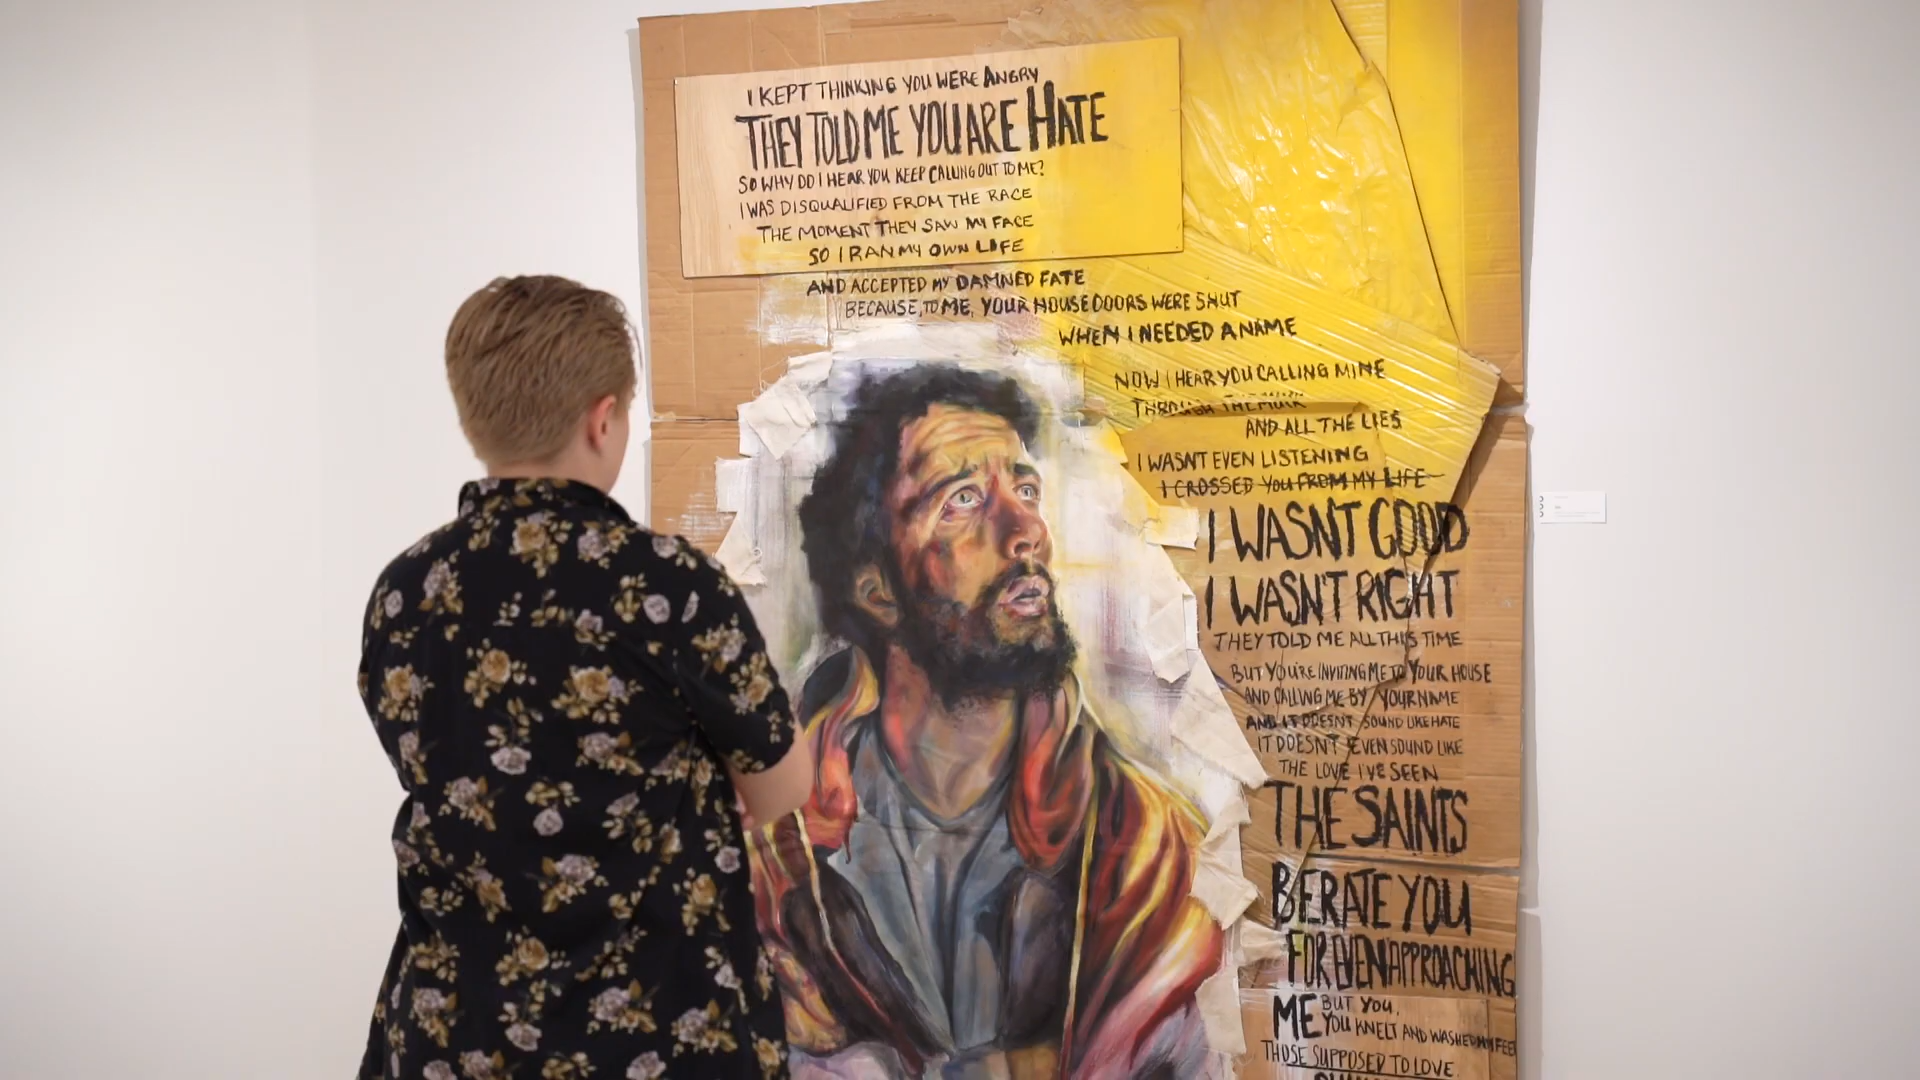 I KEPT THINKING YOU WERE ANGRY
THEY TOLD ME YOU ARE HATE
SO WHY DO I HEAR YOU KEEP CALLING OUT TO ME?
I WAS DISQUALIFIED FROM THE RACE
THE MOMENT THEY SAW MY FACE
SO I RAN MY OWN LIFE
AND ACCEPTED MY DAMNED FATE
BECAUSE, TO ME, YOUR HOUSE DOORS WERE SHUT
WHEN I NEEDED A NAME
NOW I HEAR YOU CALLING MINE
THROUGH THE MURK
AND ALL THE LIES
I WASNT EVEN LISTENING
I CROSSED YOU FROM MY LIFE
I WASNT GOOD
I WASN'T RIGHT
THEY TOLD ME ALL THIS TIME
BUT YOU'RE INVITING ME TO YOUR HOUSE
AND CALLING ME BY YOUR NAME
AND IT DOESNT SOUND LIKE HATE
IT DOESN'T EVEN SOUND LIKE
THE LOVE I'VE SEEN
THE SAINTS
BERATE YOU
FOR EVEN APPROACHING
ME BUT YOU,
YOU KNELT AND WASHED MY FEET
THOSE SUPPOSED TO LOVE